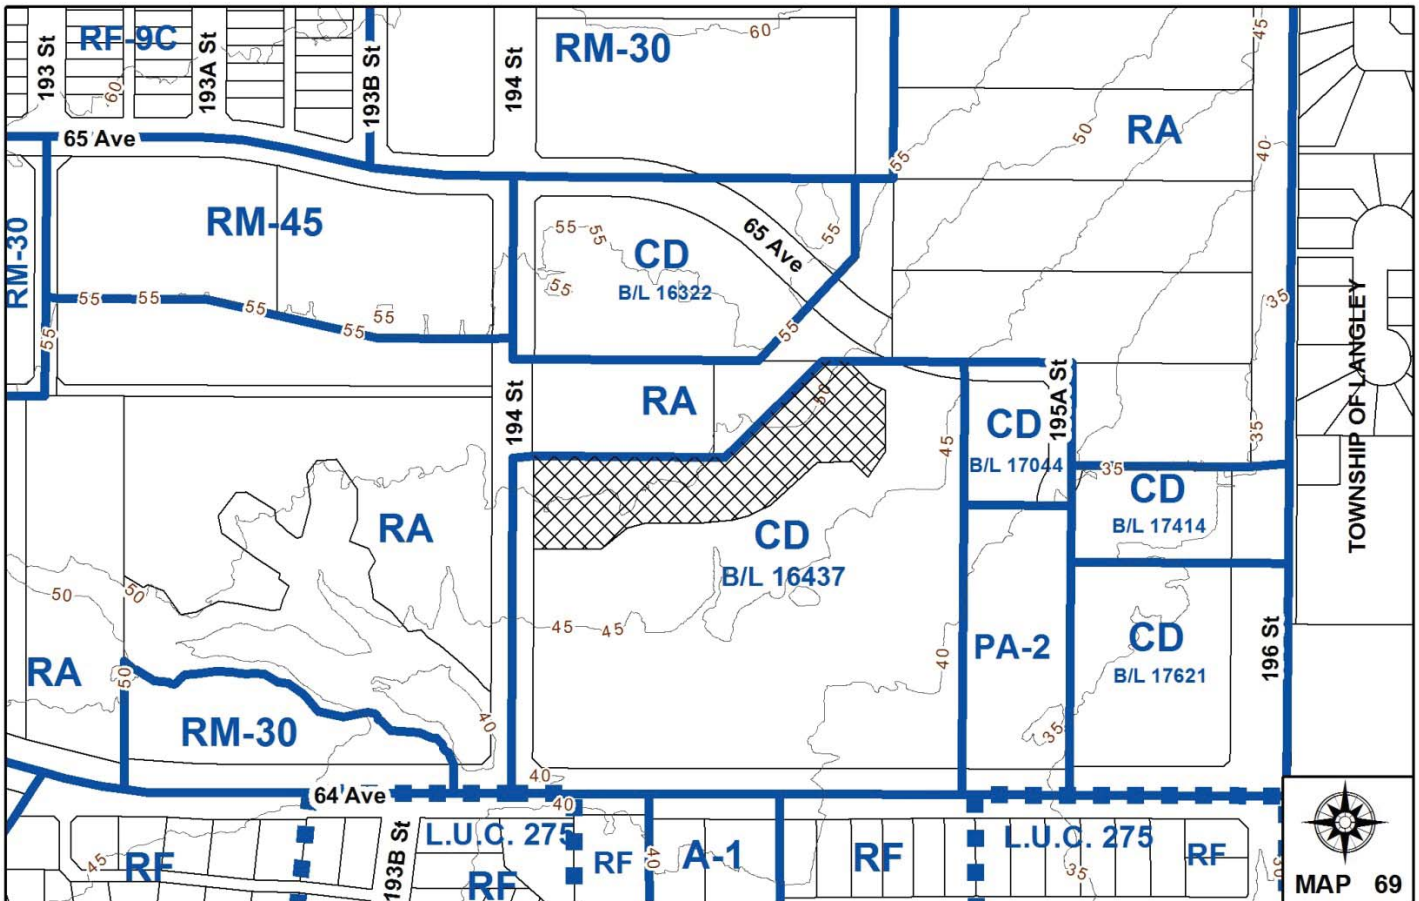 RF-9C
193 St
193A St
193B St
194 St
RM-30
60
45
60
65 Ave
50
RA
40
55
RM-45
RM-30
65 Ave
55
55
55
CD
B/L 16322
55
55
55
55
55
55
55
55
55
35
TOWNSHIP OF LANGLEY
194 St
RA
50
195A St
CD
B/L 17044
45
35
35
CD
B/L 17414
RA
CD
B/L 16437
50
50
45
45
196 St
RA
50
40
PA-2
CD
B/L 17621
RM-30
40
35
40
64 Ave
40
193B St
L.U.C. 275
RF
40
A-1
RF
L.U.C. 275
RF
45
RF
RF
35
30
MAP 69